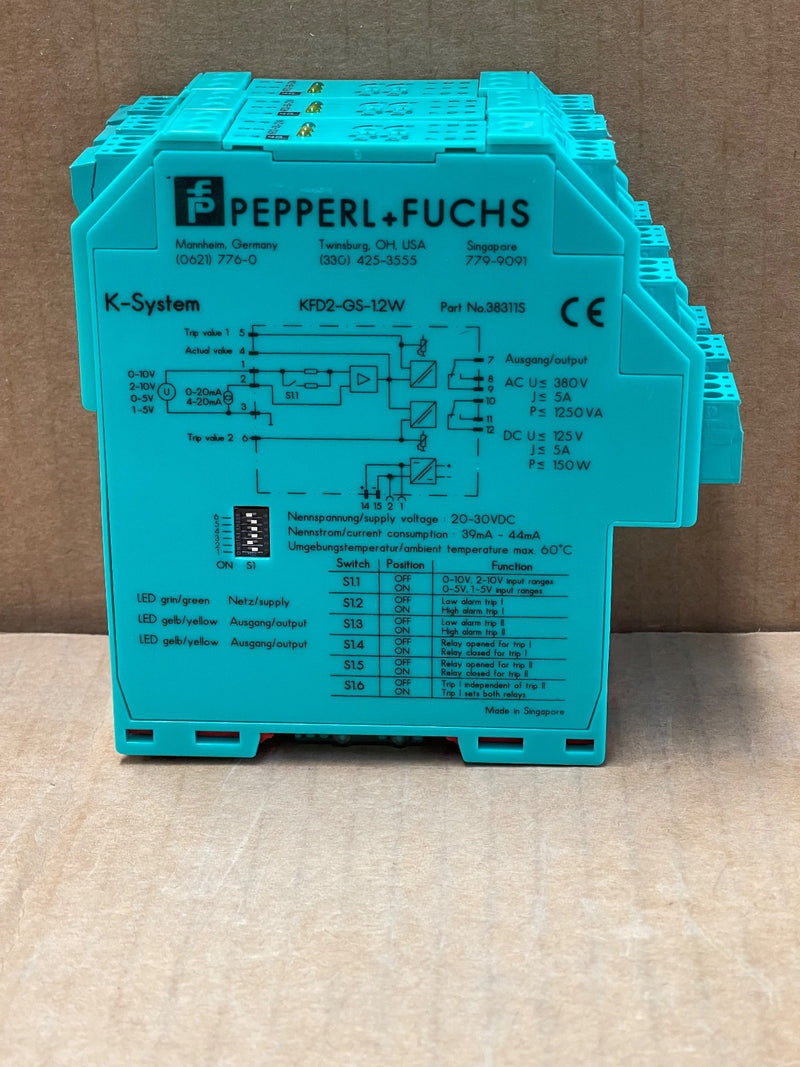 PEPPERL+FUCHS
Mannheim, Germany Twinsburg, OH, USA Singapore
(0621) 776-0 (330) 425-3555 779-9091
K-System KFD2-GS-1.2W Part No.38311S CE
Trip value 1 5
Actual value 4
1
2
3
0-10V
2-10V
0-5V
1-5V
U
0-20mA
4-20mA
S1.1
Trip value 2 6
7 Ausgang/output
8
9
10
11
12
AC U≤ 380V
J≤ 5A
P≤ 1250VA
DC U≤ 125V
J≤ 5A
P≤ 150W
14 15 2 1
6
5
4
3
2
1
ON S1
Nennspannung/supply voltage : 20-30VDC
Nennstrom/current consumption : 39mA - 44mA
Umgebungstemperatur/ambient temperature max. 60°C
LED grin/green Netz/supply
LED gelb/yellow Ausgang/output
LED gelb/yellow Ausgang/output
Switch Position Function
S1.1 OFF 0-10V, 2-10V input ranges
ON 0-5V, 1-5V input ranges
S1.2 OFF Low alarm trip I
ON High alarm trip I
S1.3 OFF Low alarm trip II
ON High alarm trip II
S1.4 OFF Relay opened for trip I
ON Relay closed for trip I
S1.5 OFF Relay opened for trip II
ON Relay closed for trip II
S1.6 OFF Trip I independent of trip II
ON Trip I sets both relays
Made in Singapore